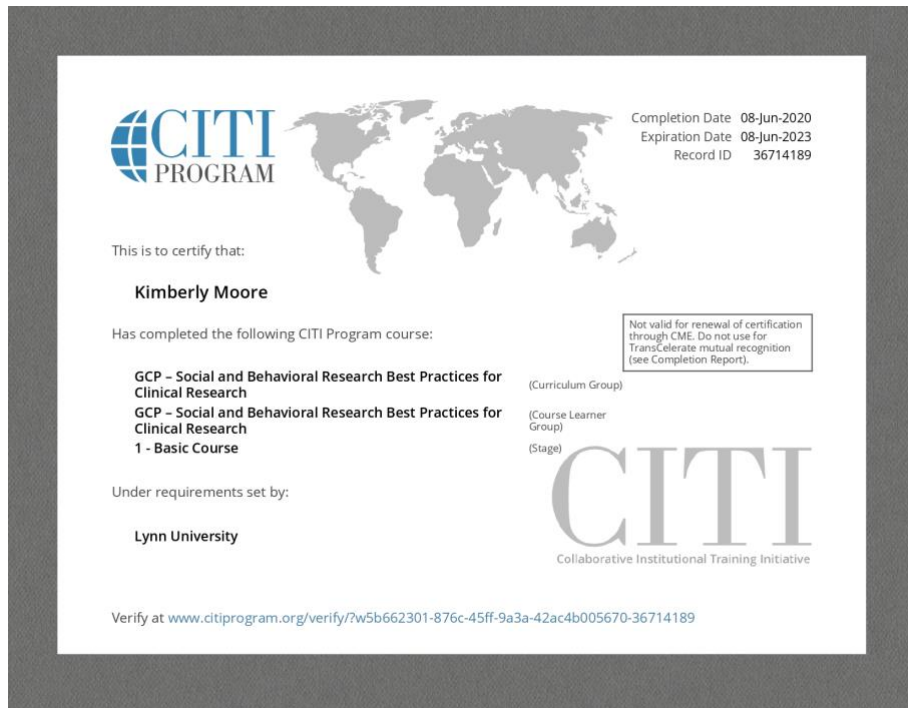 CITI
PROGRAM
Completion Date 08-Jun-2020
Expiration Date 08-Jun-2023
Record ID 36714189
This is to certify that:
Kimberly Moore
Has completed the following CITI Program course:
Not valid for renewal of certification
through CME. Do not use for
TransCelerate mutual recognition
(see Completion Report).
GCP – Social and Behavioral Research Best Practices for
Clinical Research
(Curriculum Group)
GCP – Social and Behavioral Research Best Practices for
Clinical Research
(Course Learner
Group)
1 - Basic Course
(Stage)
Under requirements set by:
Lynn University
CITI
Collaborative Institutional Training Initiative
Verify at www.citiprogram.org/verify/?w5b662301-876c-45ff-9a3a-42ac4b005670-36714189